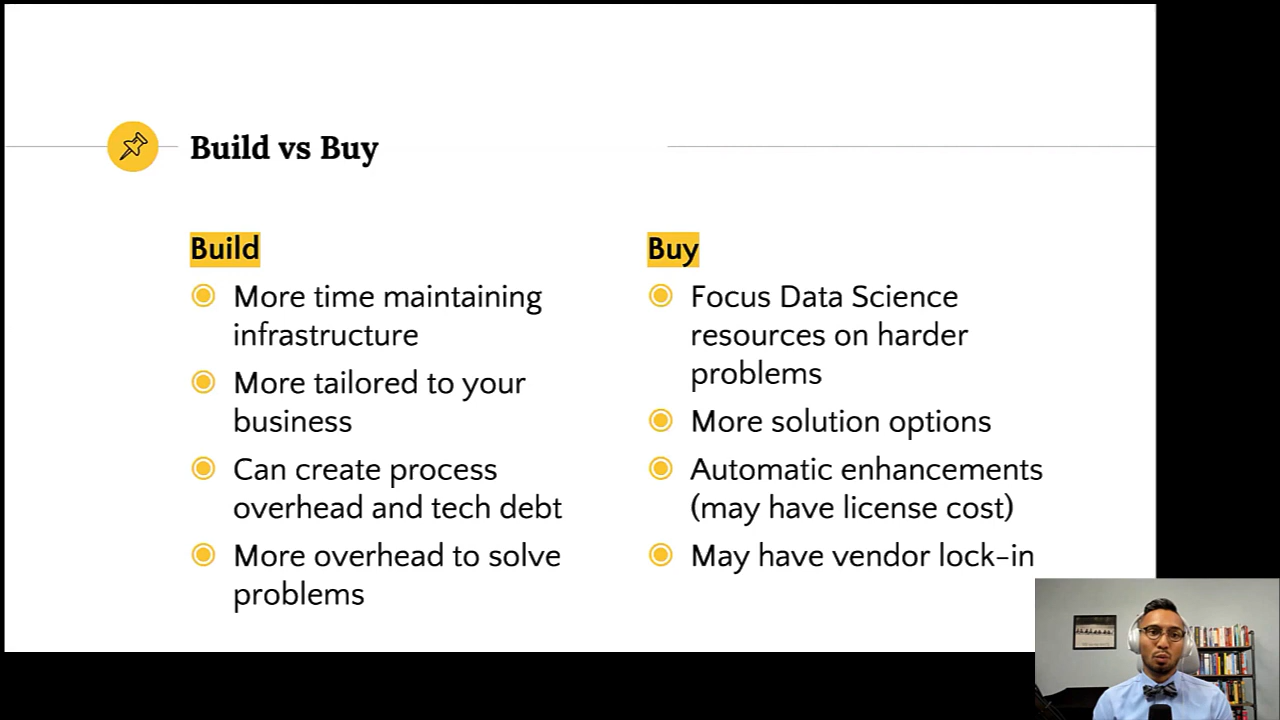 Build vs Buy
Build
More time maintaining
infrastructure
More tailored to your
business
Can create process
overhead and tech debt
More overhead to solve
problems
Buy
Focus Data Science
resources on harder
problems
More solution options
Automatic enhancements
(may have license cost)
May have vendor lock-in